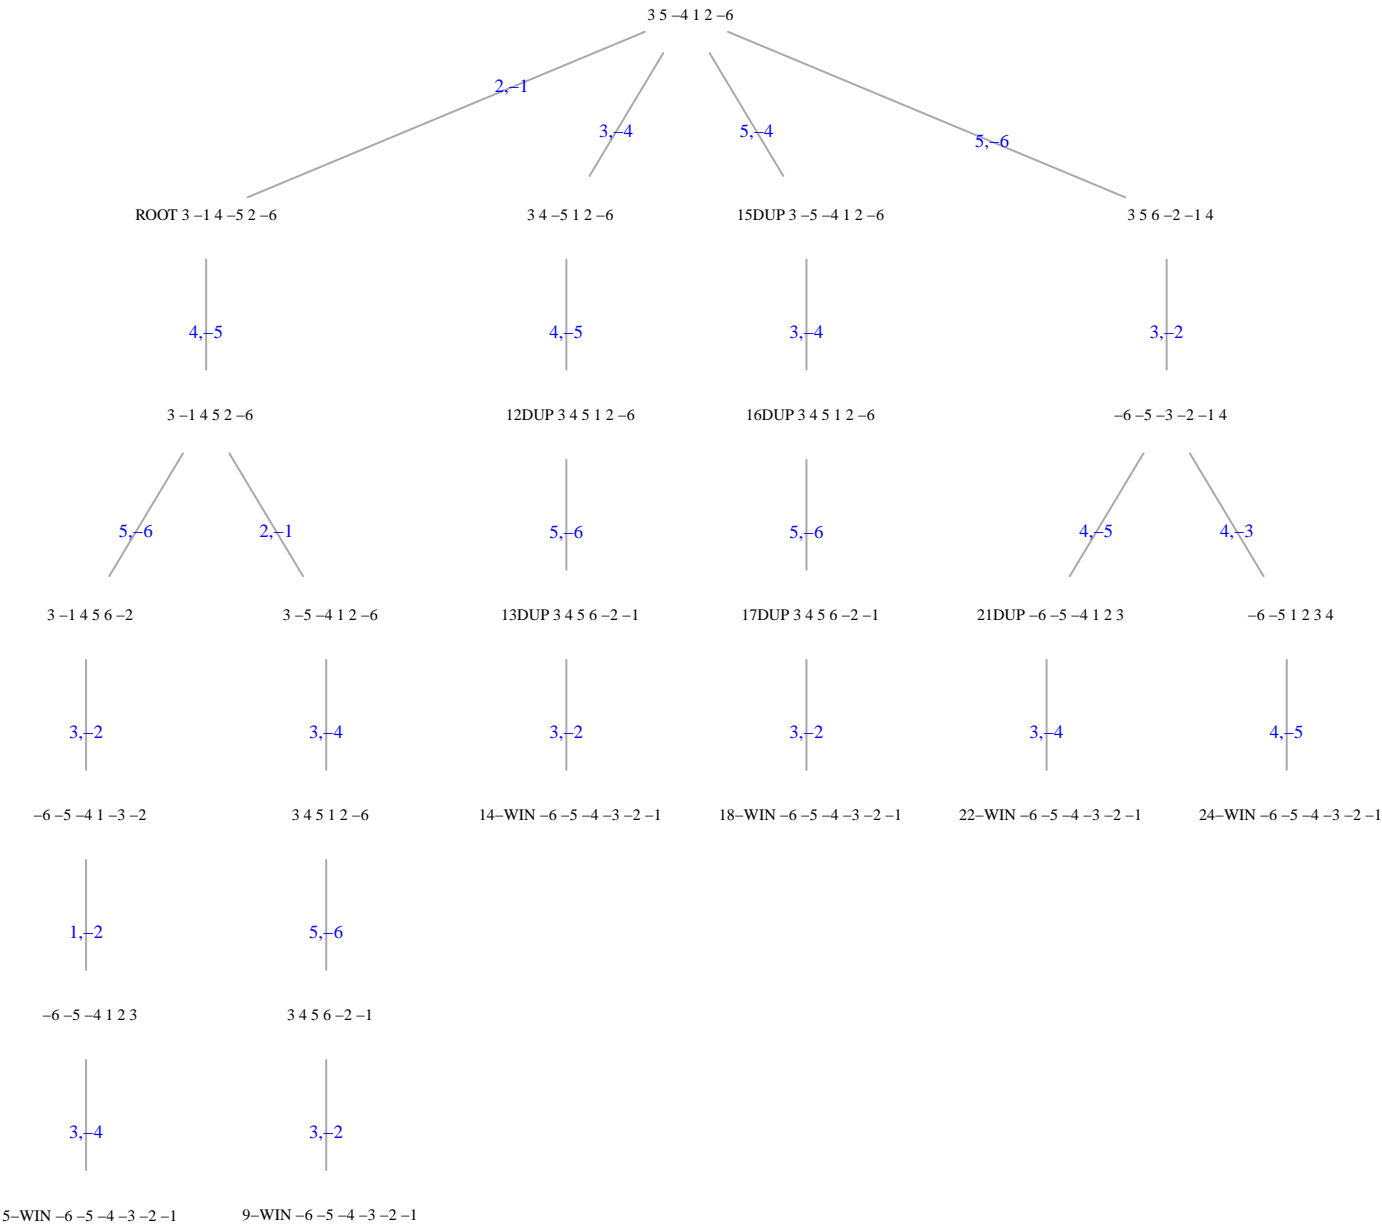 3 5 −4 1 2 −6
2,−1
3,−4
5,−4
5,−6
ROOT 3 −1 4 −5 2 −6
3 4 −5 1 2 −6
15DUP 3 −5 −4 1 2 −6
3 5 6 −2 −1 4
4,−5
4,−5
3,−4
3,−2
3 −1 4 5 2 −6
12DUP 3 4 5 1 2 −6
16DUP 3 4 5 1 2 −6
−6 −5 −3 −2 −1 4
5,−6
2,−1
5,−6
5,−6
4,−5
4,−3
3 −1 4 5 6 −2
3 −5 −4 1 2 −6
13DUP 3 4 5 6 −2 −1
17DUP 3 4 5 6 −2 −1
21DUP −6 −5 −4 1 2 3
−6 −5 1 2 3 4
3,−2
3,−4
3,−2
3,−2
3,−4
4,−5
−6 −5 −4 1 −3 −2
3 4 5 1 2 −6
14−WIN −6 −5 −4 −3 −2 −1
18−WIN −6 −5 −4 −3 −2 −1
22−WIN −6 −5 −4 −3 −2 −1
24−WIN −6 −5 −4 −3 −2 −1
1,−2
5,−6
−6 −5 −4 1 2 3
3 4 5 6 −2 −1
3,−4
3,−2
5−WIN −6 −5 −4 −3 −2 −1
9−WIN −6 −5 −4 −3 −2 −1